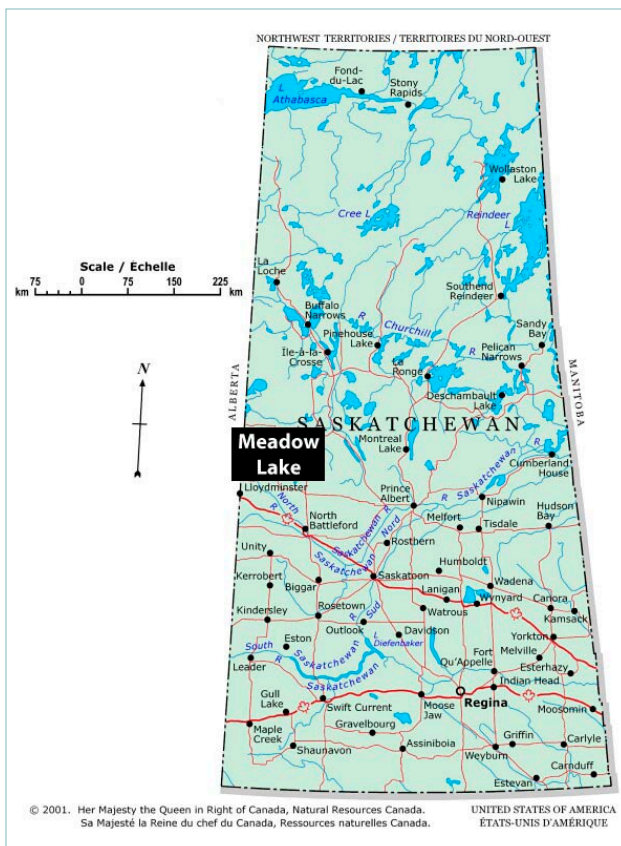 NORTHWEST TERRITORIES / TERRITOIRES DU NORD-OUEST
Fond-
du-Lac
Stony
Rapids
L
Athabasca
Wollaston
Lake
Cree L
Reindeer
L
Scale / Echelle
75 0 75 150 225
km km
La
Loche
Southend
Reindeer
Buffalo
Narrows
R
Churchill
R
Pinehouse
Lake
Sandy
Bay
Île-à-la-
Crosse
Pelican
Narrows
La
Ronge
N
Deschambault
Lake
ALBERTA
MANITOBA
SASKATCHEWAN
Meadow
Lake
Montreal
Lake
Cumberland
House
R
Saskatchewan
R
Lloydminster
Prince
Albert
Nipawin
North
R
North
Battleford
Saskatchewan
R
Nord
Saskatchewan
Melfort
Tisdale
Hudson
Bay
Rosthern
Unity
Saskatoon
Humboldt
Kerrobert
Biggar
Lanigan
Wadena
Wynyard
Canora
Kamsack
Kindersley
Rosetown
Outlook
R
Sud
Watrous
Eston
Davidson
L
Diefenbaker
Yorkton
Melville
South
R
Saskatchewan
Saskatchewan
Leader
Fort
Qu'Appelle
Esterhazy
Indian Head
Gull
Lake
Swift Current
Moose
Jaw
Regina
Moosomin
Maple
Creek
Gravelbourg
Shaunavon
Assiniboia
Griffin
Weyburn
Carlyle
Carnduff
Estevan
© 2001. Her Majesty the Queen in Right of Canada, Natural Resources Canada.
Sa Majesté la Reine du chef du Canada, Ressources naturelles Canada.
UNITED STATES OF AMERICA
ÉTATS-UNIS D'AMÉRIQUE